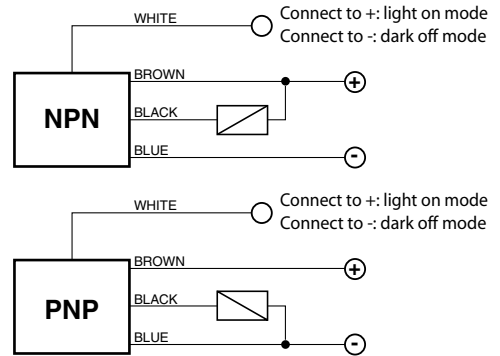 WHITE
Connect to +: light on mode
Connect to -: dark off mode
BROWN
+
NPN
BLACK
BLUE
-
WHITE
Connect to +: light on mode
Connect to -: dark off mode
BROWN
+
PNP
BLACK
BLUE
-